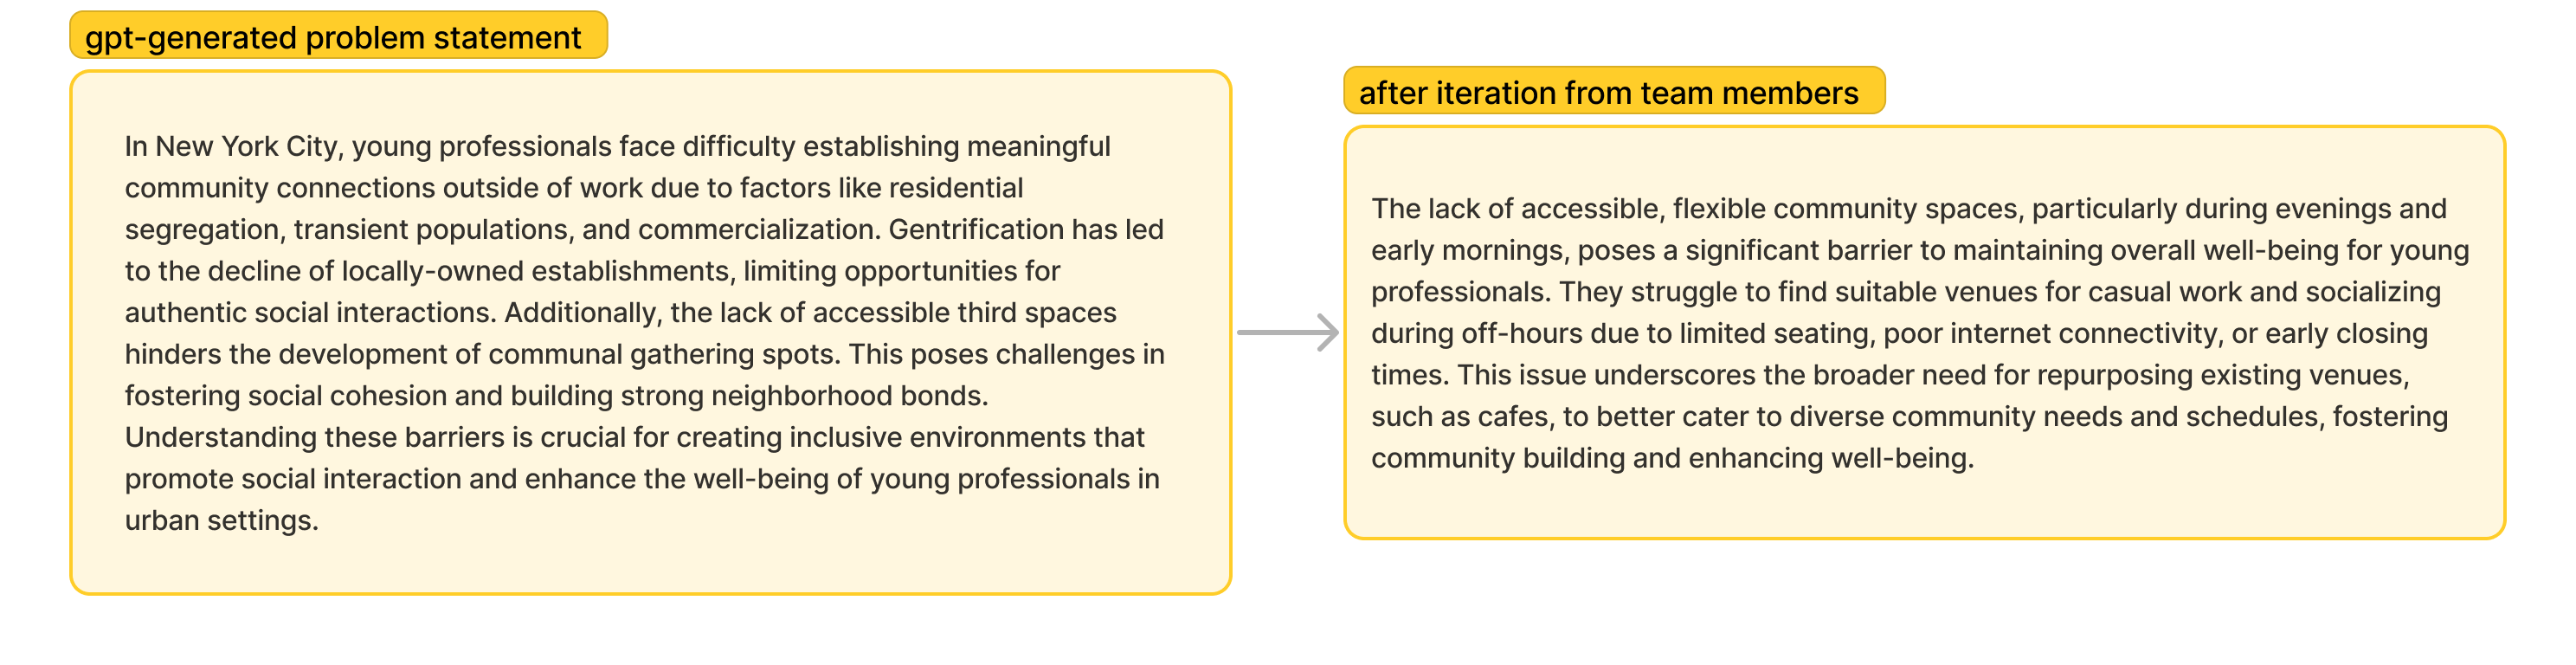 gpt-generated problem statement
In New York City, young professionals face difficulty establishing meaningful
community connections outside of work due to factors like residential
segregation, transient populations, and commercialization. Gentrification has led
to the decline of locally-owned establishments, limiting opportunities for
authentic social interactions. Additionally, the lack of accessible third spaces
hinders the development of communal gathering spots. This poses challenges in
fostering social cohesion and building strong neighborhood bonds.
Understanding these barriers is crucial for creating inclusive environments that
promote social interaction and enhance the well-being of young professionals in
urban settings.
after iteration from team members
The lack of accessible, flexible community spaces, particularly during evenings and
early mornings, poses a significant barrier to maintaining overall well-being for young
professionals. They struggle to find suitable venues for casual work and socializing
during off-hours due to limited seating, poor internet connectivity, or early closing
times. This issue underscores the broader need for repurposing existing venues,
such as cafes, to better cater to diverse community needs and schedules, fostering
community building and enhancing well-being.